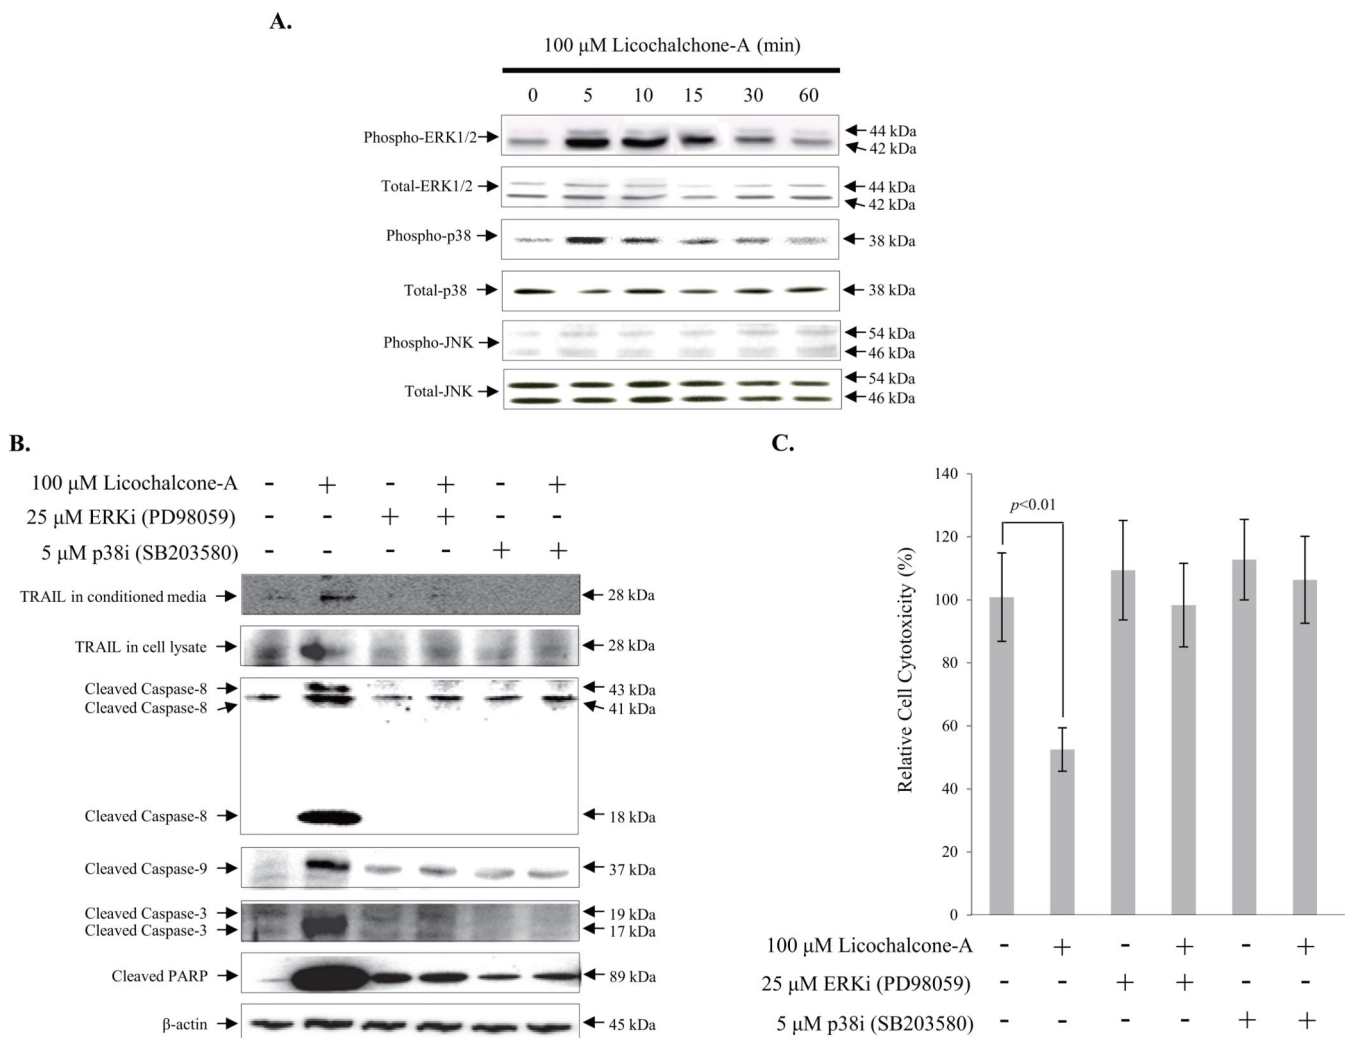 A.
100 μM Licochalchone-A (min)
0 5 10 15 30 60
Phospho-ERK1/2 44 kDa
42 kDa
Total-ERK1/2 44 kDa
42 kDa
Phospho-p38 38 kDa
Total-p38 38 kDa
Phospho-JNK 54 kDa
46 kDa
Total-JNK 54 kDa
46 kDa
B.
100 μM Licochalcone-A - + - + - +
25 μM ERKi (PD98059) - - + + - -
5 μM p38i (SB203580) - - - - + +
TRAIL in conditioned media 28 kDa
TRAIL in cell lysate 28 kDa
Cleaved Caspase-8 43 kDa
Cleaved Caspase-8 41 kDa
Cleaved Caspase-8 18 kDa
Cleaved Caspase-9 37 kDa
Cleaved Caspase-3 19 kDa
Cleaved Caspase-3 17 kDa
Cleaved PARP 89 kDa
β-actin 45 kDa
C.
Relative Cell Cytotoxicity (%)
140
120
100
80
60
40
20
0
p<0.01
100 μM Licochalcone-A - + - + - +
25 μM ERKi (PD98059) - - + + - -
5 μM p38i (SB203580) - - - - + +